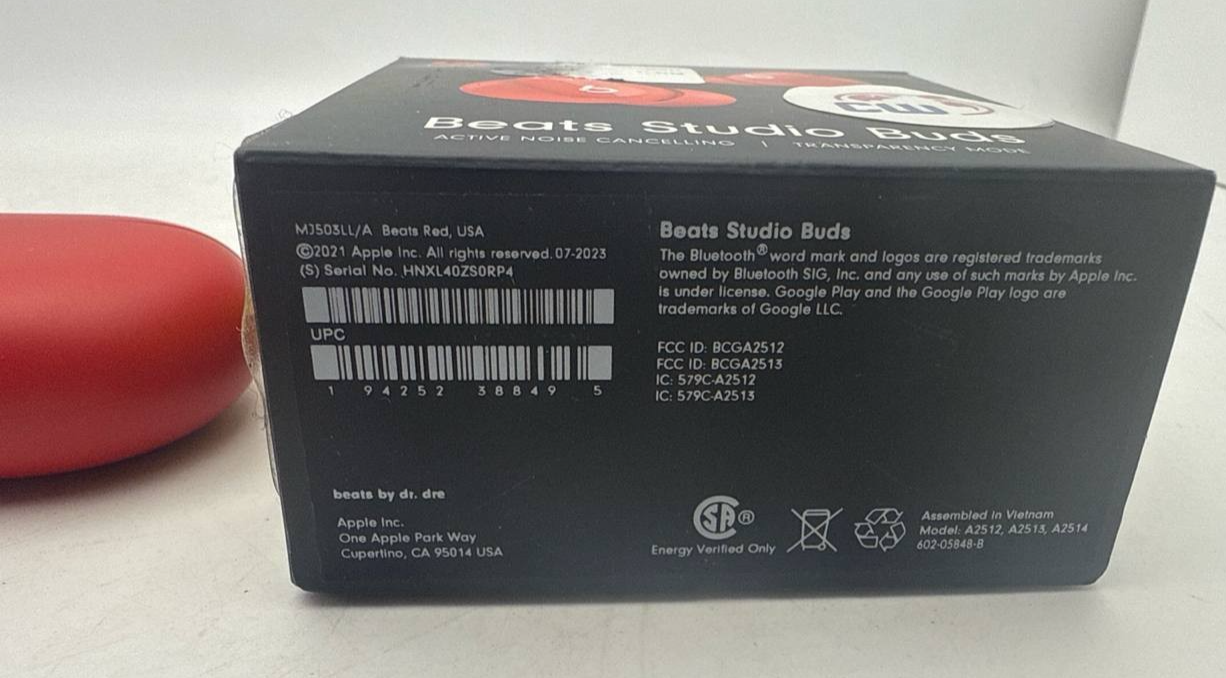 Beats Studio Buds
ACTIVE NOISE CANCELLING | TRANSPARENCY MODE
MJ503LL/A Beats Red, USA
©2021 Apple Inc. All rights reserved. 07-2023
(S) Serial No. HNXL40ZS0RP4
UPC
1 94252 38849 5
beats by dr. dre
Apple Inc.
One Apple Park Way
Cupertino, CA 95014 USA
Beats Studio Buds
The Bluetooth® word mark and logos are registered trademarks
owned by Bluetooth SIG, Inc. and any use of such marks by Apple Inc.
is under license. Google Play and the Google Play logo are
trademarks of Google LLC.
FCC ID: BCGA2512
FCC ID: BCGA2513
IC: 579C-A2512
IC: 579C-A2513
SA®
Energy Verified Only
Assembled in Vietnam
Model: A2512, A2513, A2514
602-05848-B